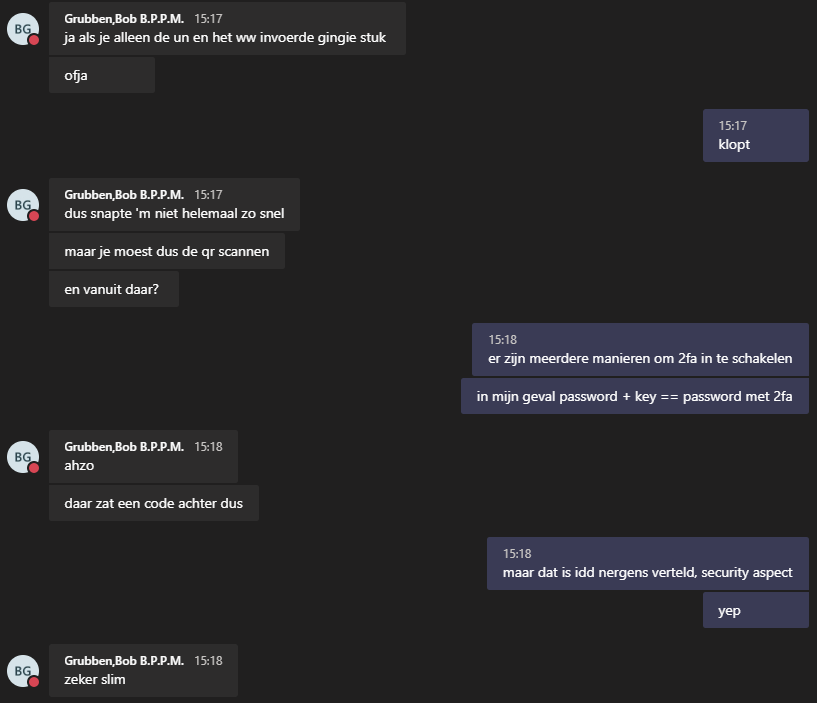 BG
Grubben,Bob B.P.P.M. 15:17
ja als je alleen de un en het ww invoerde gingie stuk
ofja
15:17
klopt
BG
Grubben,Bob B.P.P.M. 15:17
dus snapte 'm niet helemaal zo snel
maar je moest dus de qr scannen
en vanuit daar?
15:18
er zijn meerdere manieren om 2fa in te schakelen
in mijn geval password + key == password met 2fa
BG
Grubben,Bob B.P.P.M. 15:18
ahzo
daar zat een code achter dus
15:18
maar dat is idd nergens verteld, security aspect
yep
BG
Grubben,Bob B.P.P.M. 15:18
zeker slim